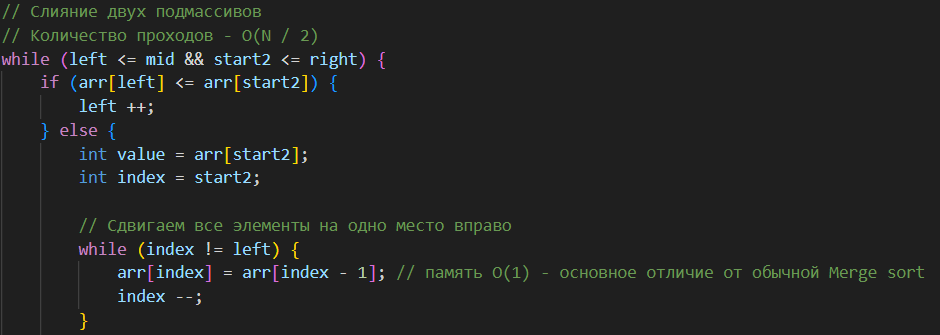 // Слияние двух подмассивов
// Количество проходов - O(N / 2)
while (left <= mid && start2 <= right) {
if (arr[left] <= arr[start2]) {
left ++;
} else {
int value = arr[start2];
int index = start2;
// Сдвигаем все элементы на одно место вправо
while (index != left) {
arr[index] = arr[index - 1]; // память O(1) - основное отличие от обычной Merge sort
index --;
}